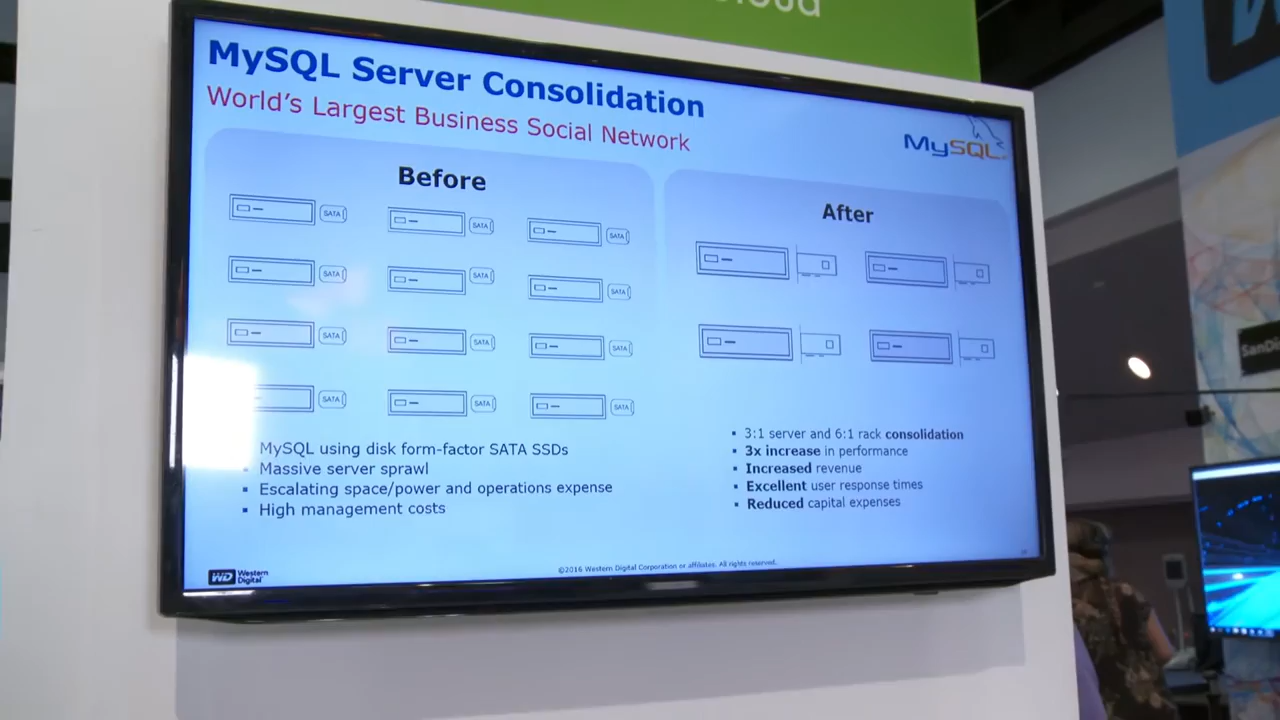 MySQL Server Consolidation
World's Largest Business Social Network
MySQL
Before
SATA SATA SATA
SATA SATA SATA
SATA SATA SATA
SATA SATA SATA
MySQL using disk form-factor SATA SSDs
▪ Massive server sprawl
▪ Escalating space/power and operations expense
▪ High management costs
After
▪ 3:1 server and 6:1 rack consolidation
▪ 3x increase in performance
▪ Increased revenue
▪ Excellent user response times
▪ Reduced capital expenses
WD Western
Digital
©2016 Western Digital Corporation or affiliates. All rights reserved.